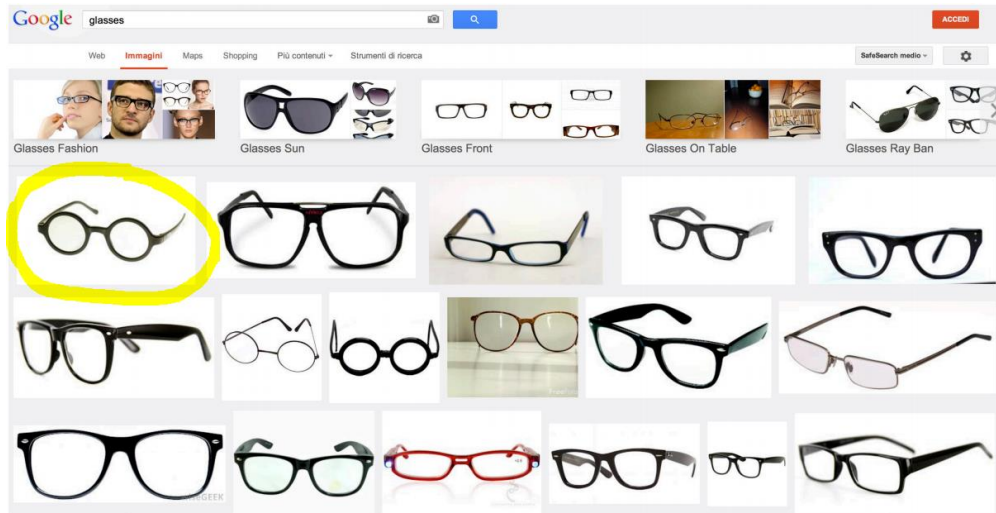 Google glasses
ACCEDI
Web Immagini Maps Shopping Più contenuti Strumenti di ricerca
SafeSearch medio
Glasses Fashion Glasses Sun Glasses Front Glasses On Table Glasses Ray Ban